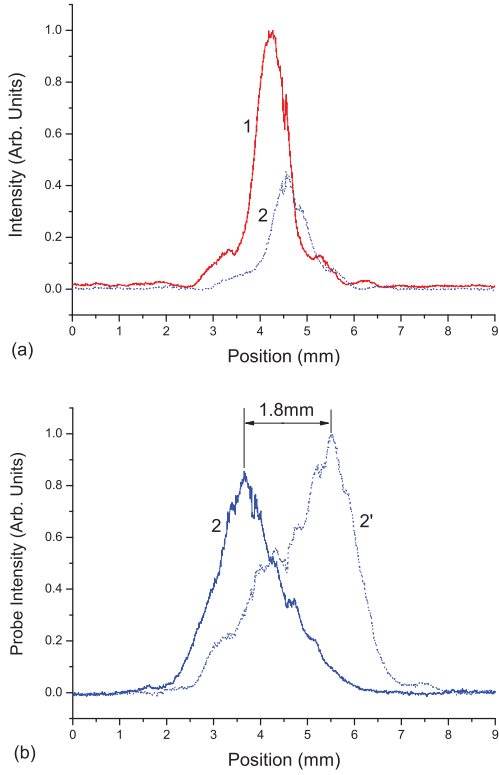 1.0
0.8
0.6
0.4
0.2
0.0
Intensity (Arb. Units)
1
2
0 1 2 3 4 5 6 7 8 9
Position (mm)
(a)
1.8mm
1.0
0.8
0.6
0.4
0.2
0.0
Probe Intensity (Arb. Units)
2
2'
0 1 2 3 4 5 6 7 8 9
Position (mm)
(b)